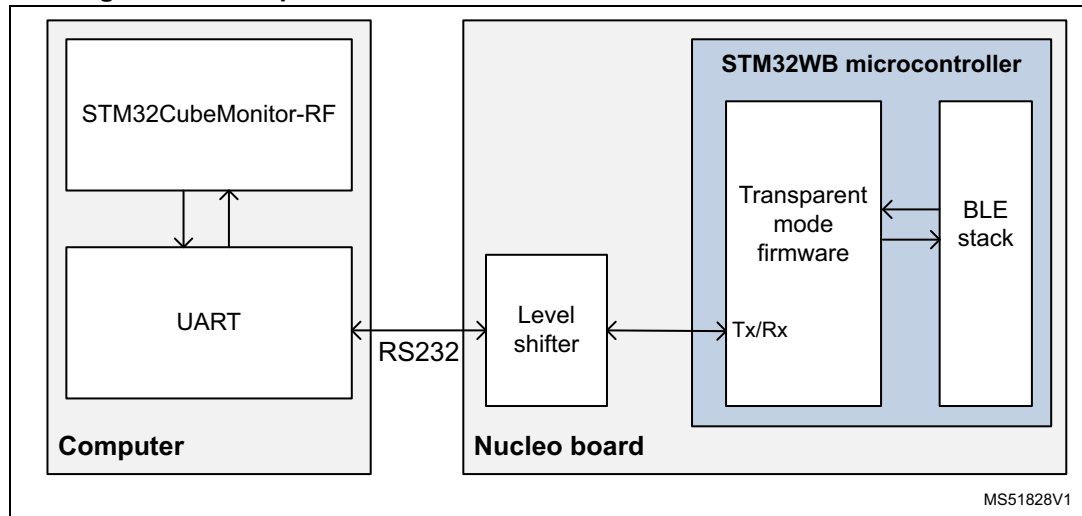 STM32WB microcontroller
STM32CubeMonitor-RF
Transparent
mode
firmware
BLE
stack
UART
Level
shifter
Tx/Rx
RS232
Computer
Nucleo board
MS51828V1